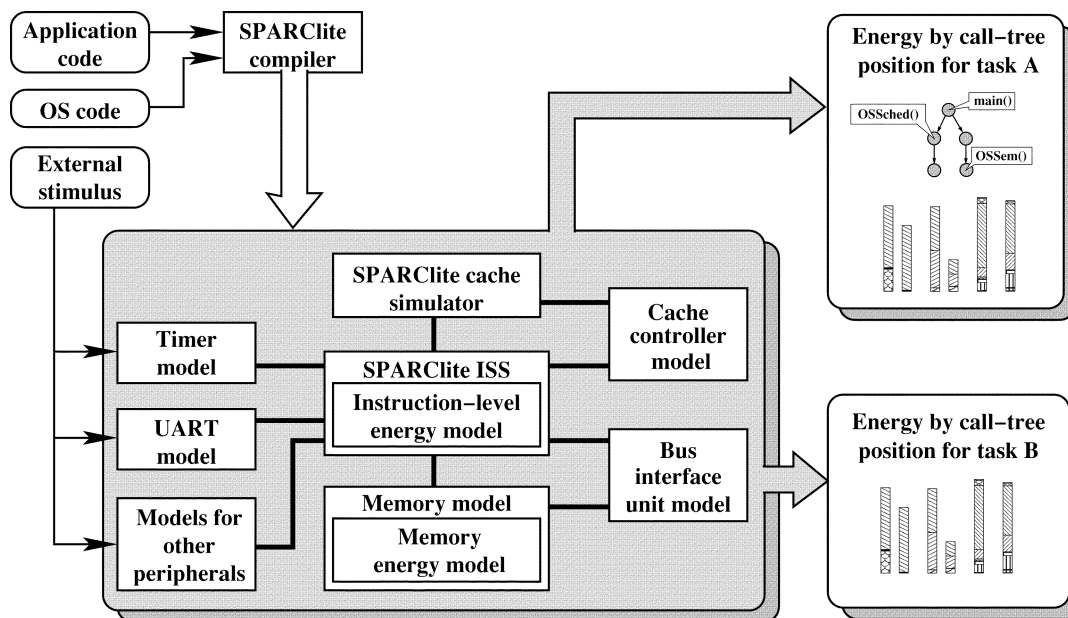 Application
code
OS code
External
stimulus
SPARClite
compiler
SPARClite cache
simulator
Cache
controller
model
Timer
model
SPARClite ISS
Instruction−level
energy model
UART
model
Bus
interface
unit model
Models for
other
peripherals
Memory model
Memory
energy model
Energy by call−tree
position for task A
main()
OSSched()
OSSem()
Energy by call−tree
position for task B